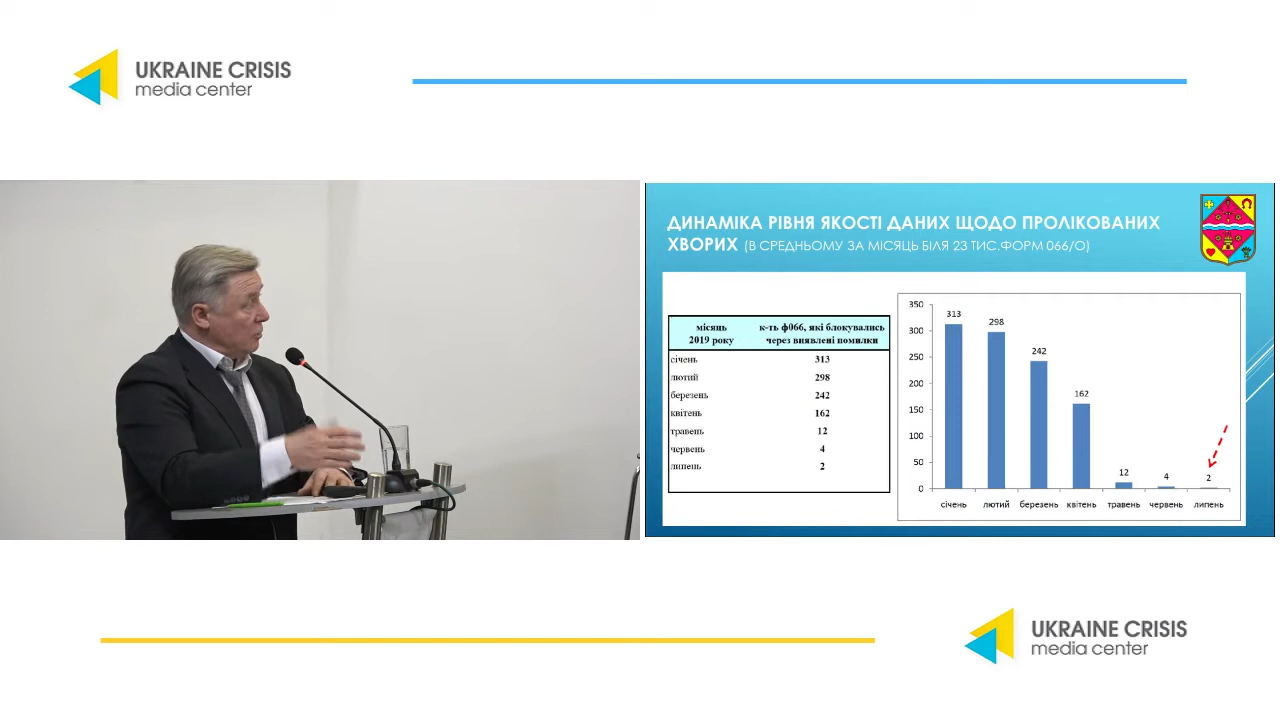 UKRAINE CRISIS
media center
ДИНАМІКА РІВНЯ ЯКОСТІ ДАНИХ ЩОДО ПРОЛІКОВАНИХ
ХВОРИХ (В СРЕДНЬОМУ ЗА МІСЯЦЬ БІЛЯ 23 ТИС.ФОРМ 066/О)
місяць
2019 року
к-ть ф066, які блокувались
через виявлені помилки
січень 313
лютий 298
березень 242
квітень 162
травень 12
червень 4
липень 2
350
300
250
200
150
100
50
0
313
298
242
162
12
4
2
січень лютий березень квітень травень червень липень
UKRAINE CRISIS
media center